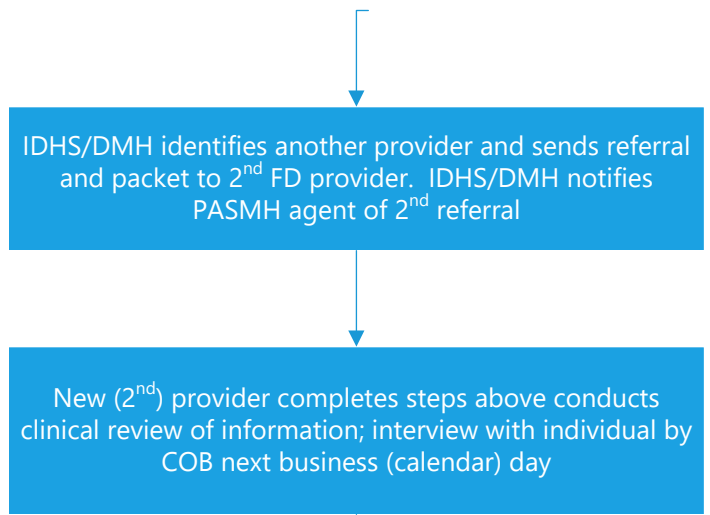 IDHS/DMH identifies another provider and sends referral
and packet to 2nd FD provider.  IDHS/DMH notifies
PASMH agent of 2nd referral
New (2nd) provider completes steps above conducts
clinical review of information; interview with individual by
COB next business (calendar) day